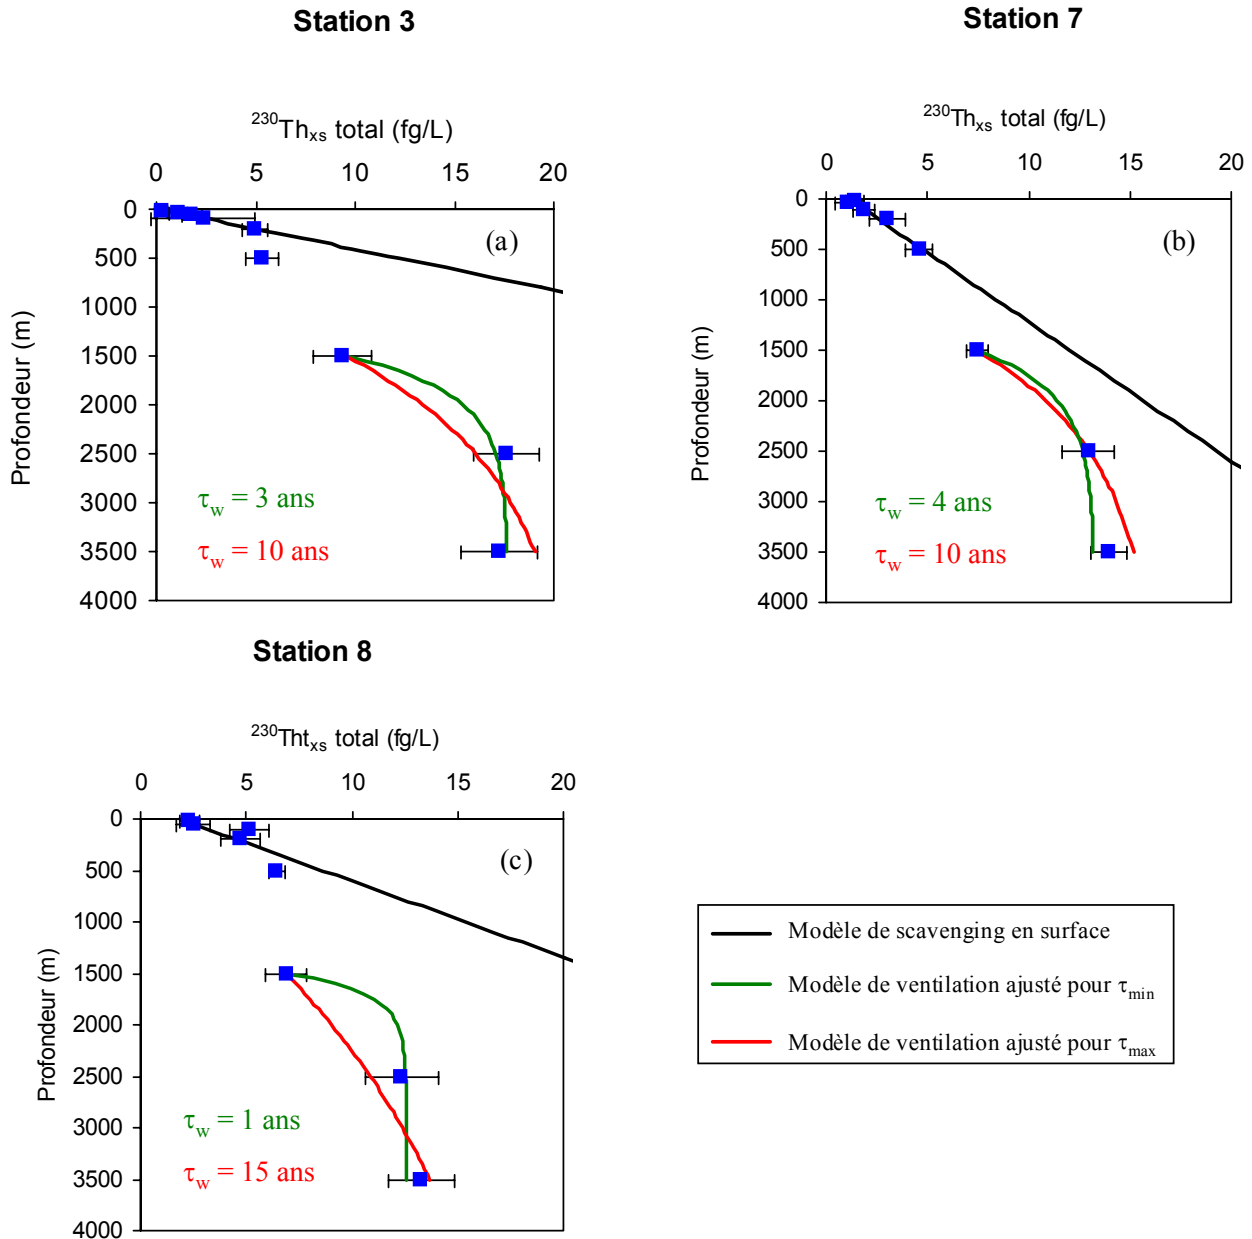 Station 3
²³⁰Thxs total (fg/L)
0 5 10 15 20
0
500
1000
1500
2000
2500
3000
3500
4000
Profondeur (m)
(a)
τw = 3 ans
τw = 10 ans
Station 7
²³⁰Thxs total (fg/L)
0 5 10 15 20
0
500
1000
1500
2000
2500
3000
3500
4000
Profondeur (m)
(b)
τw = 4 ans
τw = 10 ans
Station 8
²³⁰Thtxs total (fg/L)
0 5 10 15 20
0
500
1000
1500
2000
2500
3000
3500
4000
Profondeur (m)
(c)
τw = 1 ans
τw = 15 ans
Modèle de scavenging en surface
Modèle de ventilation ajusté pour τmin
Modèle de ventilation ajusté pour τmax